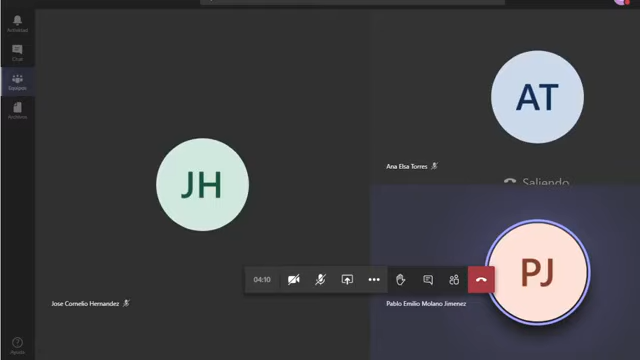 Actividad
Chat
Equipos
Archivos
AT
Ana Elsa Torres
Saliendo
JH
PJ
04:10
Jose Cornelio Hernandez
Pablo Emilio Molano Jimenez
Ayuda